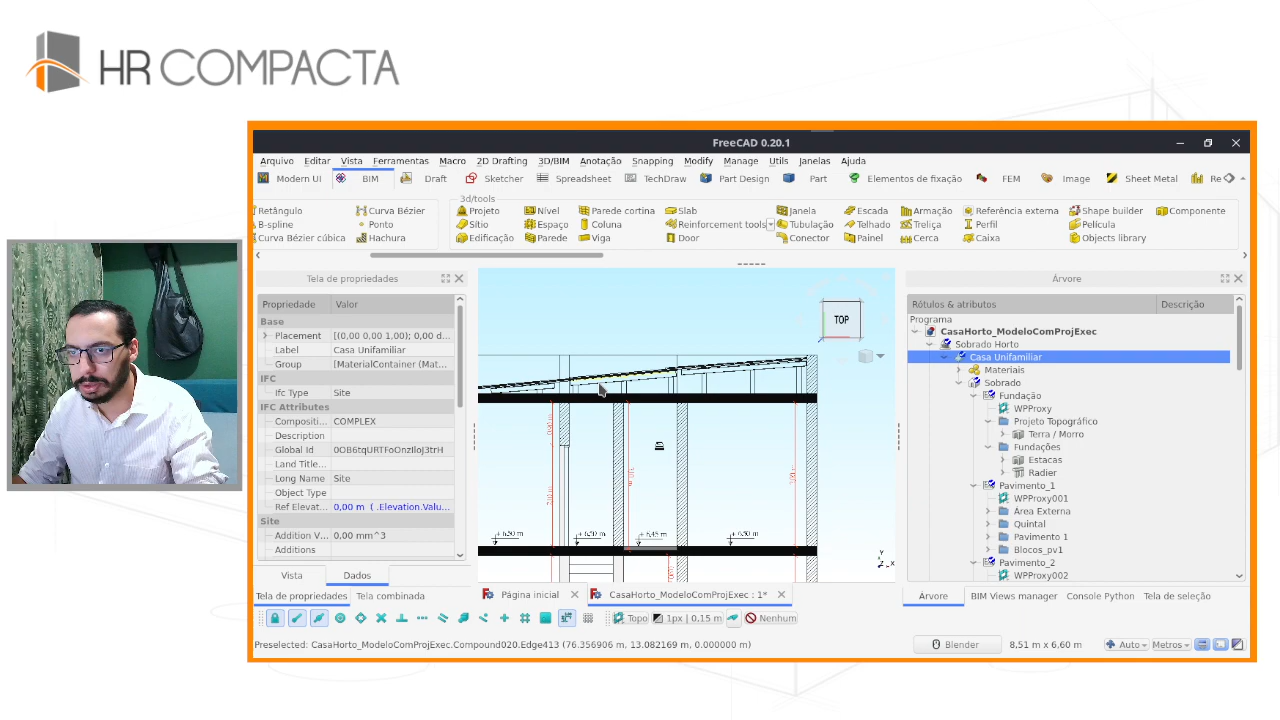 HR COMPACTA
FreeCAD 0.20.1
Arquivo Editar Vista Ferramentas Macro 2D Drafting 3D/BIM Anotação Snapping Modify Manage Utils Janelas Ajuda
Modern UI BIM Draft Sketcher Spreadsheet TechDraw Part Design Part Elementos de fixação FEM Image Sheet Metal Re
3d/tools
Retângulo Curva Bézier Projeto Nível Parede cortina Slab Janela Escada Armação Referência externa Shape builder Componente
B-spline Ponto Sítio Espaço Coluna Reinforcement tools Tubulação Telhado Treliça Perfil Película
Curva Bézier cúbica Hachura Edificação Parede Viga Door Conector Painel Cerca Caixa Objects library
Tela de propriedades
Propriedade Valor
Base
Placement [(0,00 0,00 1,00); 0,00 d...
Label Casa Unifamiliar
Group [MaterialContainer (Mat...
IFC
Ifc Type Site
IFC Attributes
Compositi... COMPLEX
Description
Global Id 0OB6tqURTFoOnzlloJ3trH
Land Title...
Long Name Site
Object Type
Ref Elevat... 0,00 m ( .Elevation.Valu...
Site
Addition V... 0,00 mm^3
Additions
Vista Dados
Tela de propriedades Tela combinada
TOP
+ 6,50 m + 6,50 m + 6,45 m + 6,50 m
Y
Z X
Página inicial CasaHorto_ModeloComProjExec : 1*
Árvore
Rótulos & atributos Descrição
Programa
CasaHorto_ModeloComProjExec
Sobrado Horto
Casa Unifamiliar
Materiais
Sobrado
Fundação
WPProxy
Projeto Topográfico
Terra / Morro
Fundações
Estacas
Radier
Pavimento_1
WPProxy001
Área Externa
Quintal
Pavimento 1
Blocos_pv1
Pavimento_2
WPProxy002
Árvore BIM Views manager Console Python Tela de seleção
Topo 1px | 0.15 m Nenhum
Preselected: CasaHorto_ModeloComProjExec.Compound020.Edge413 (76.356906 m, 13.082169 m, 0.000000 m)
Blender 8,51 m x 6,60 m Auto Metros